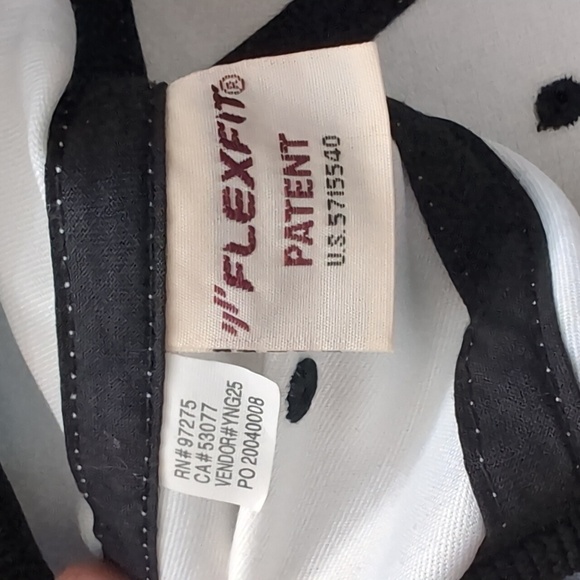 FLEXFIT®
PATENT
U.S. 5715540
RN# 97275
CA# 53077
VENDOR#YNG25
PO 20040008